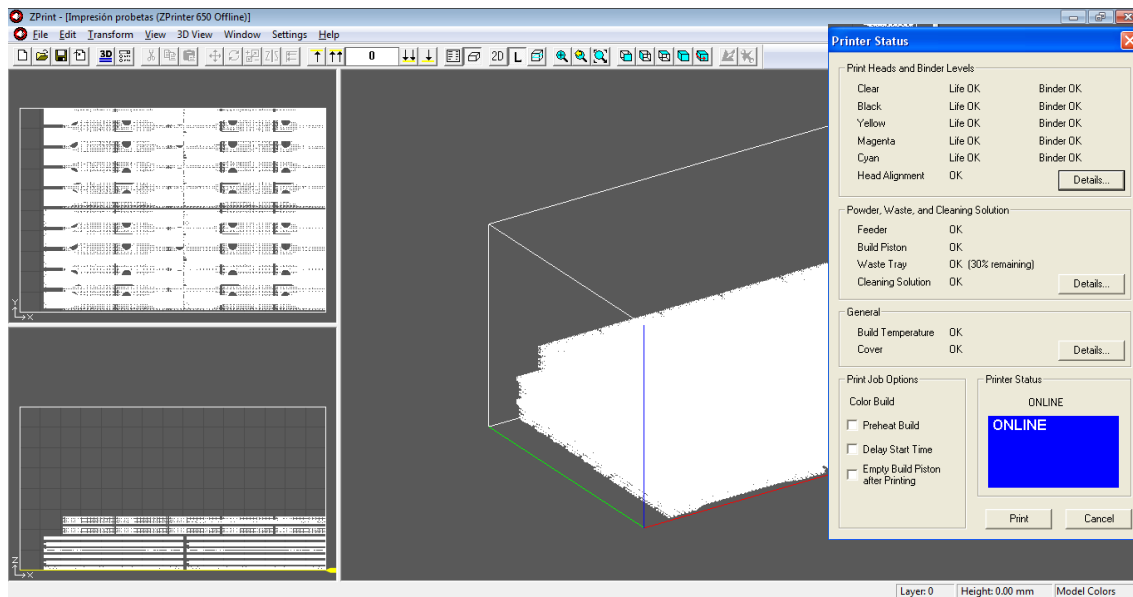 ZPrint - [Impresión probetas (ZPrinter 650 Offline)]
File Edit Transform View 3D View Window Settings Help
3D 0 2D L
Printer Status
Print Heads and Binder Levels
Clear Life OK Binder OK
Black Life OK Binder OK
Yellow Life OK Binder OK
Magenta Life OK Binder OK
Cyan Life OK Binder OK
Head Alignment OK
Details...
Powder, Waste, and Cleaning Solution
Feeder OK
Build Piston OK
Waste Tray OK (30% remaining)
Cleaning Solution OK
Details...
General
Build Temperature OK
Cover OK
Details...
Print Job Options
Color Build
Preheat Build
Delay Start Time
Empty Build Piston
after Printing
Printer Status
ONLINE
ONLINE
Print Cancel
Y
X
Z
X
Layer: 0 Height: 0.00 mm Model Colors